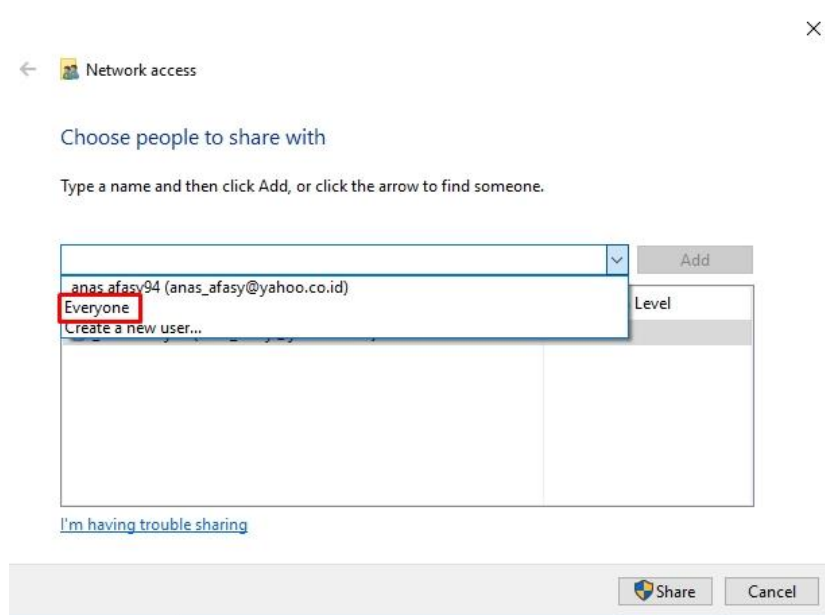 Network access
Choose people to share with
Type a name and then click Add, or click the arrow to find someone.
Add
anas afasy94 (anas_afasy@yahoo.co.id)
Everyone
Create a new user...
Level
I'm having trouble sharing
Share
Cancel